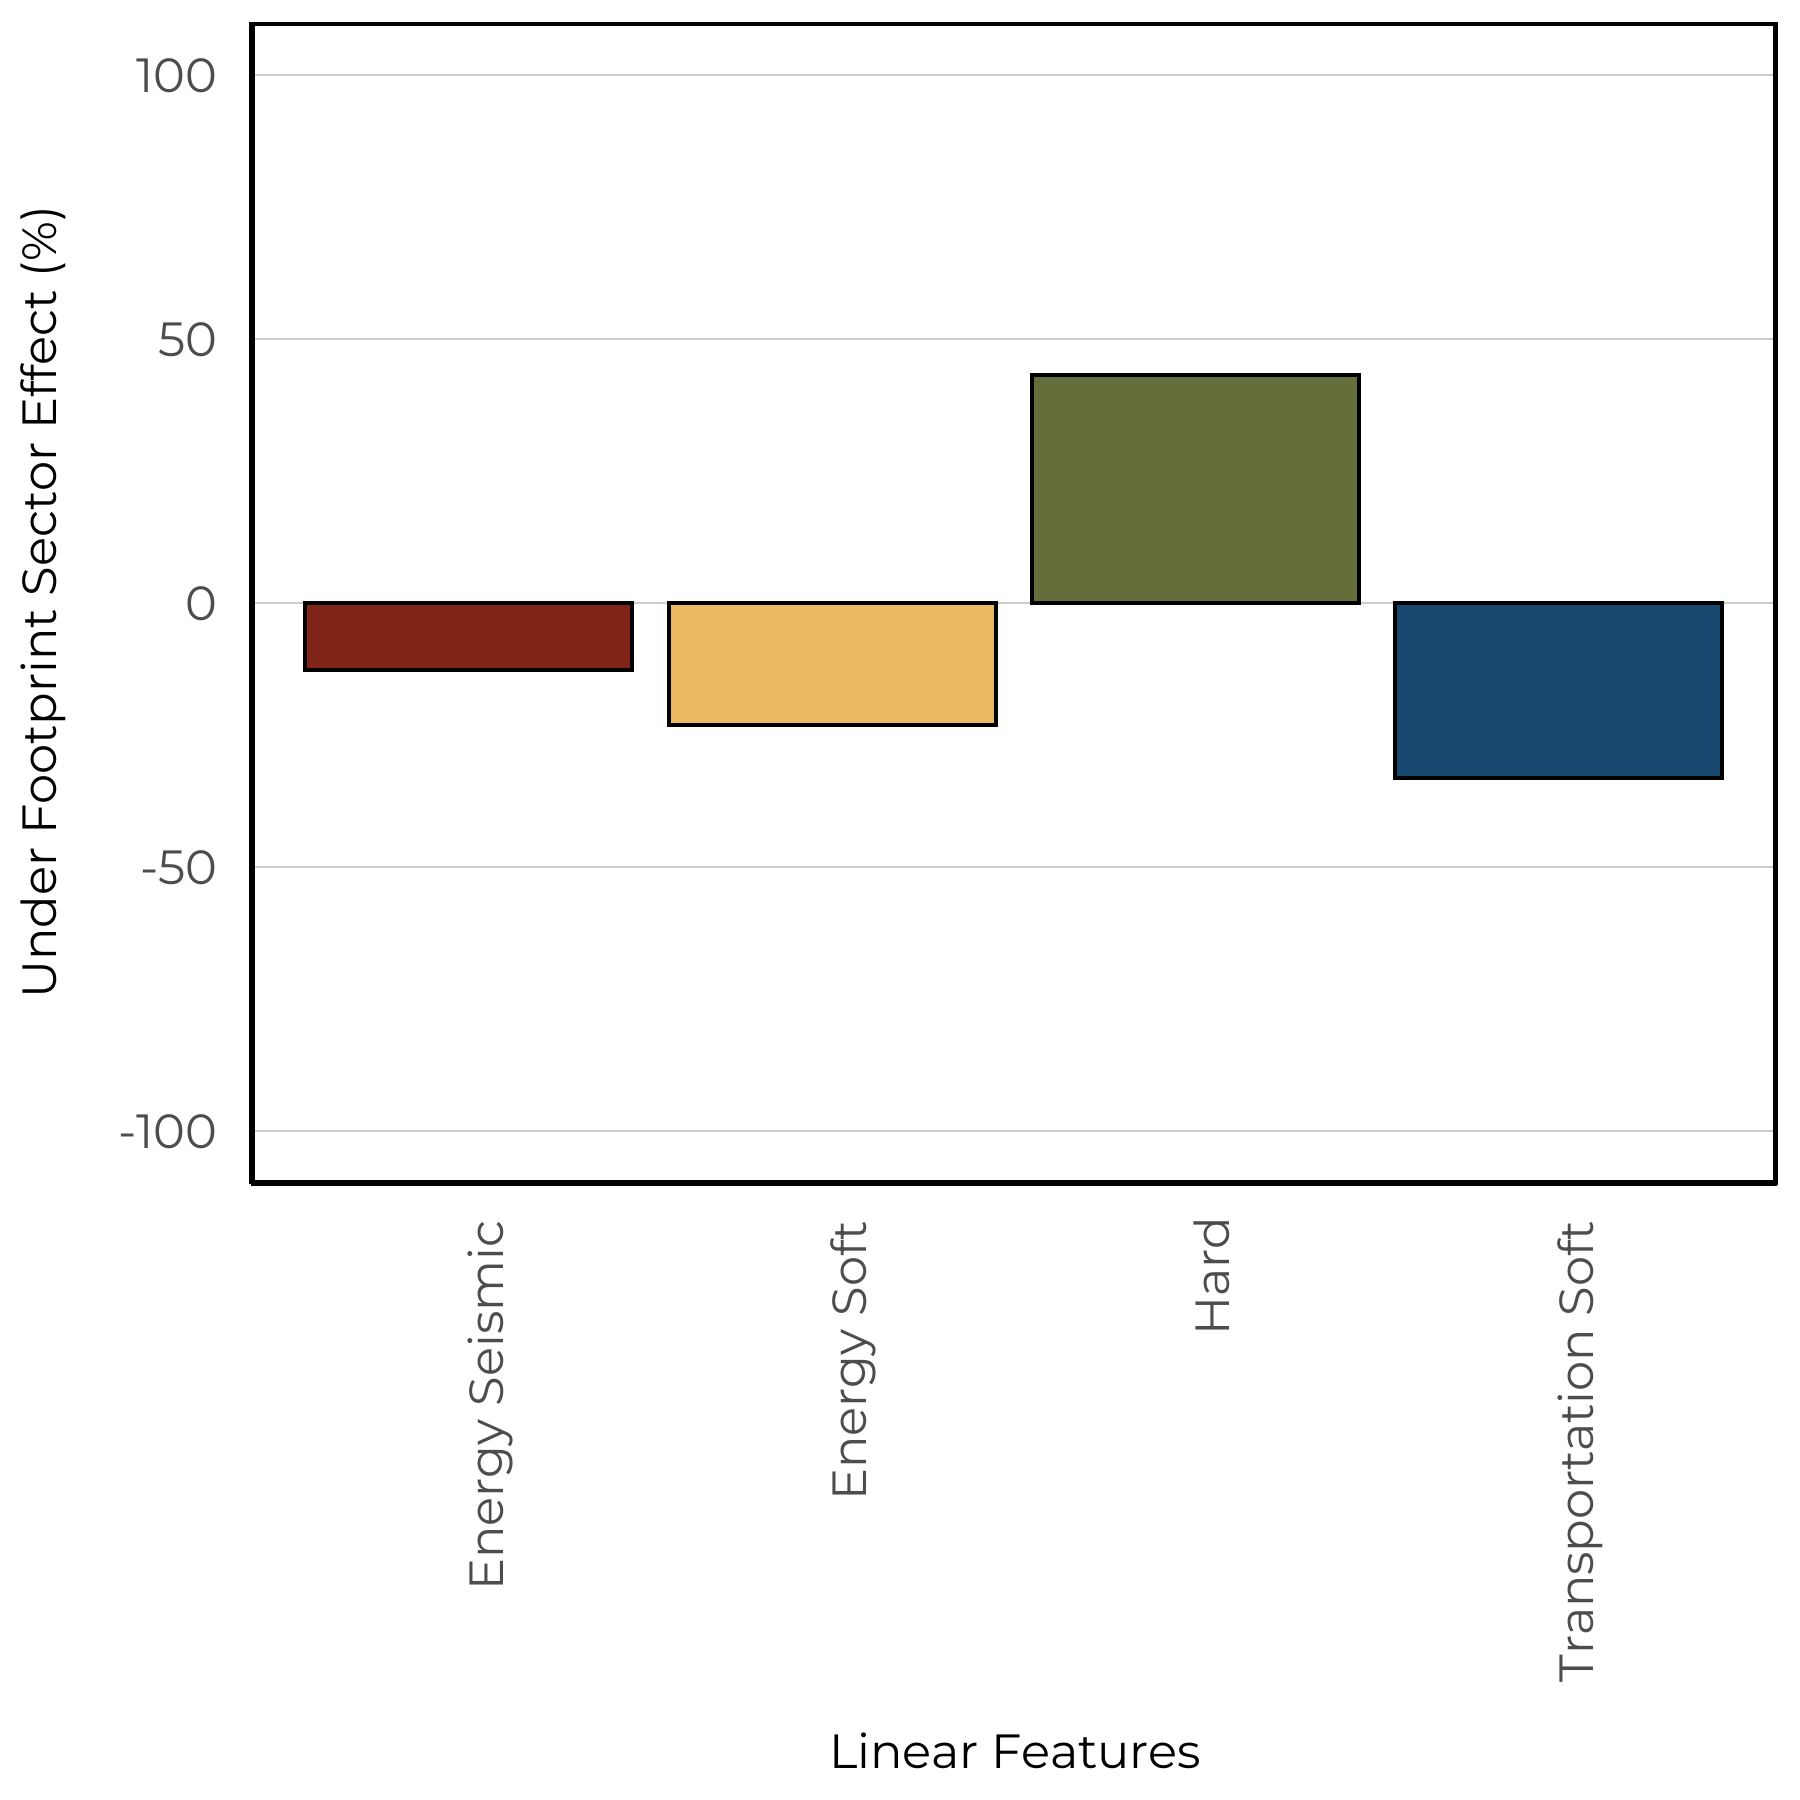 Under Footprint Sector Effect (%)
100
50
0
-50
-100
Energy Seismic
Energy Soft
Hard
Transportation Soft
Linear Features